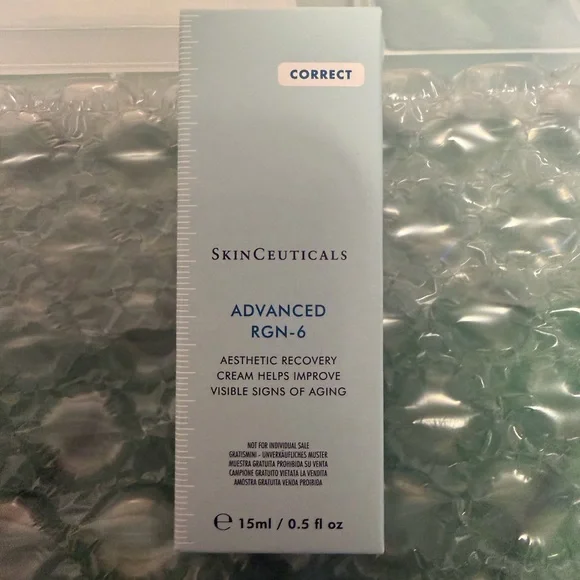 CORRECT
SKINCEUTICALS
ADVANCED
RGN-6
AESTHETIC RECOVERY
CREAM HELPS IMPROVE
VISIBLE SIGNS OF AGING
NOT FOR INDIVIDUAL SALE
GRATISMINI - UNVERKÄUFLICHES MUSTER
MUESTRA GRATUITA PROHIBIDA SU VENTA
CAMPIONE GRATUITO VIETATA LA VENDITA
AMOSTRA GRATUITA VENDA PROIBIDA
℮ 15ml / 0.5 fl oz